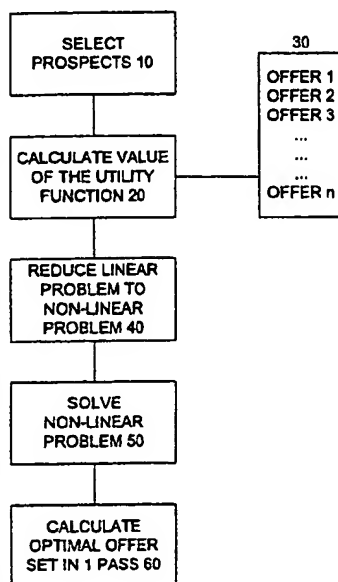 SELECT
PROSPECTS 10
30
OFFER 1
OFFER 2
OFFER 3
...
...
...
OFFER n
CALCULATE VALUE
OF THE UTILITY
FUNCTION 20
REDUCE LINEAR
PROBLEM TO
NON-LINEAR
PROBLEM 40
SOLVE
NON-LINEAR
PROBLEM 50
CALCULATE
OPTIMAL OFFER
SET IN 1 PASS 60